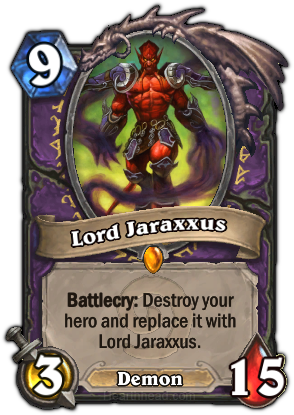 9
Lord Jaraxxus
Battlecry: Destroy your
hero and replace it with
Lord Jaraxxus.
3
Demon
15